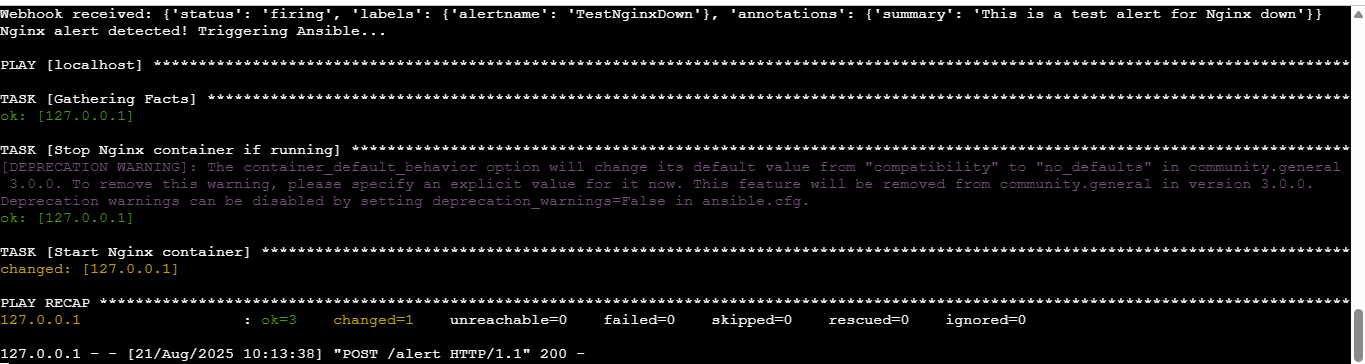 Webhook received: {'status': 'firing', 'labels': {'alertname': 'TestNginxDown'}, 'annotations': {'summary': 'This is a test alert for Nginx down'}}
Nginx alert detected! Triggering Ansible...
PLAY [localhost] *************************************************************************************************************************************
TASK [Gathering Facts] *******************************************************************************************************************************
ok: [127.0.0.1]
TASK [Stop Nginx container if running] ***************************************************************************************************************
[DEPRECATION WARNING]: The container_default_behavior option will change its default value from "compatibility" to "no_defaults" in community.general
 3.0.0. To remove this warning, please specify an explicit value for it now. This feature will be removed from community.general in version 3.0.0.
Deprecation warnings can be disabled by setting deprecation_warnings=False in ansible.cfg.
ok: [127.0.0.1]
TASK [Start Nginx container] *************************************************************************************************************************
changed: [127.0.0.1]
PLAY RECAP *******************************************************************************************************************************************
127.0.0.1                  : ok=3    changed=1    unreachable=0    failed=0    skipped=0    rescued=0    ignored=0
127.0.0.1 - - [21/Aug/2025 10:13:38] "POST /alert HTTP/1.1" 200 -